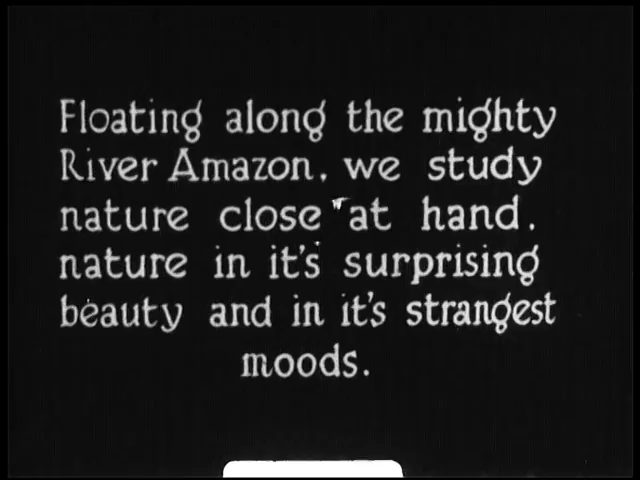 Floating along the mighty
River Amazon, we study
nature close at hand,
nature in it's surprising
beauty and in it's strangest
moods.